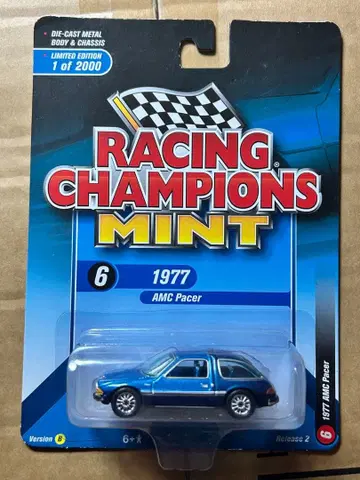 DIE-CAST METAL
BODY & CHASSIS
LIMITED EDITION
1 of 2000
RACING
CHAMPIONS
MINT
6
1977
AMC Pacer
6 1977 AMC Pacer
Version B
6+
Release 2